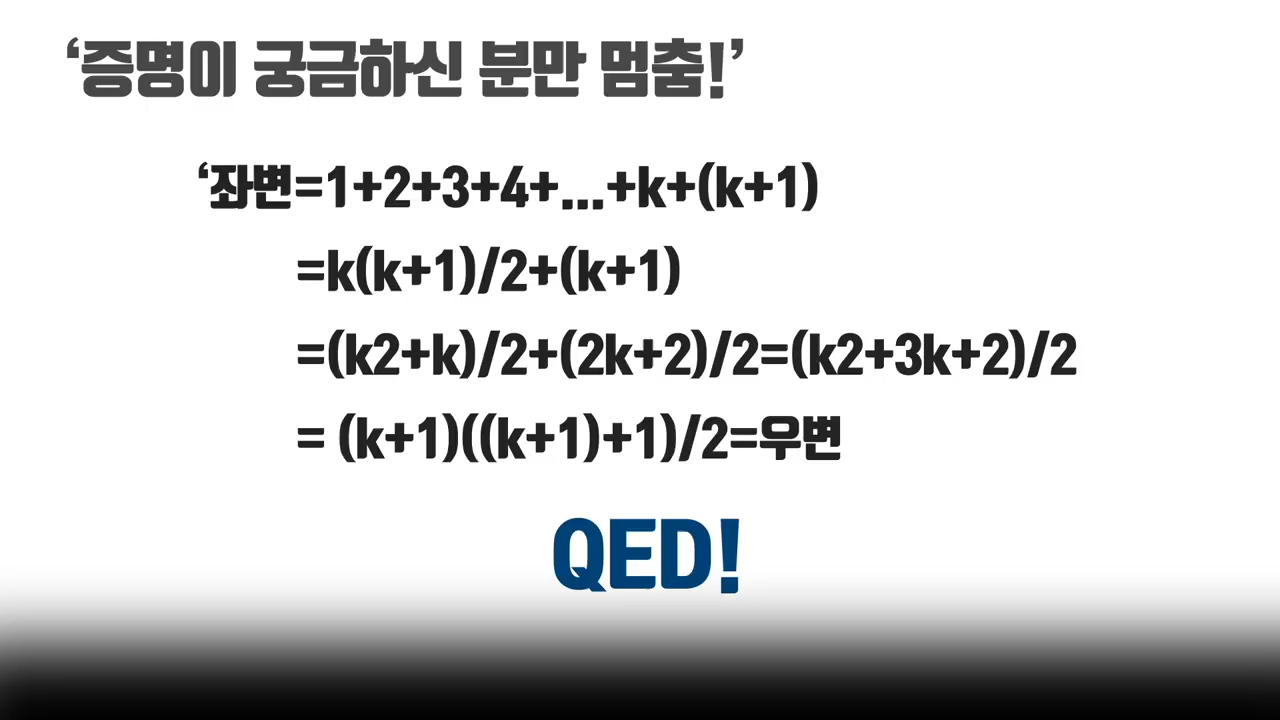 ‘증명이 궁금하신 분만 멈춤!’
‘좌변=1+2+3+4+...+k+(k+1)
=k(k+1)/2+(k+1)
=(k2+k)/2+(2k+2)/2=(k2+3k+2)/2
= (k+1)((k+1)+1)/2=우변
QED!